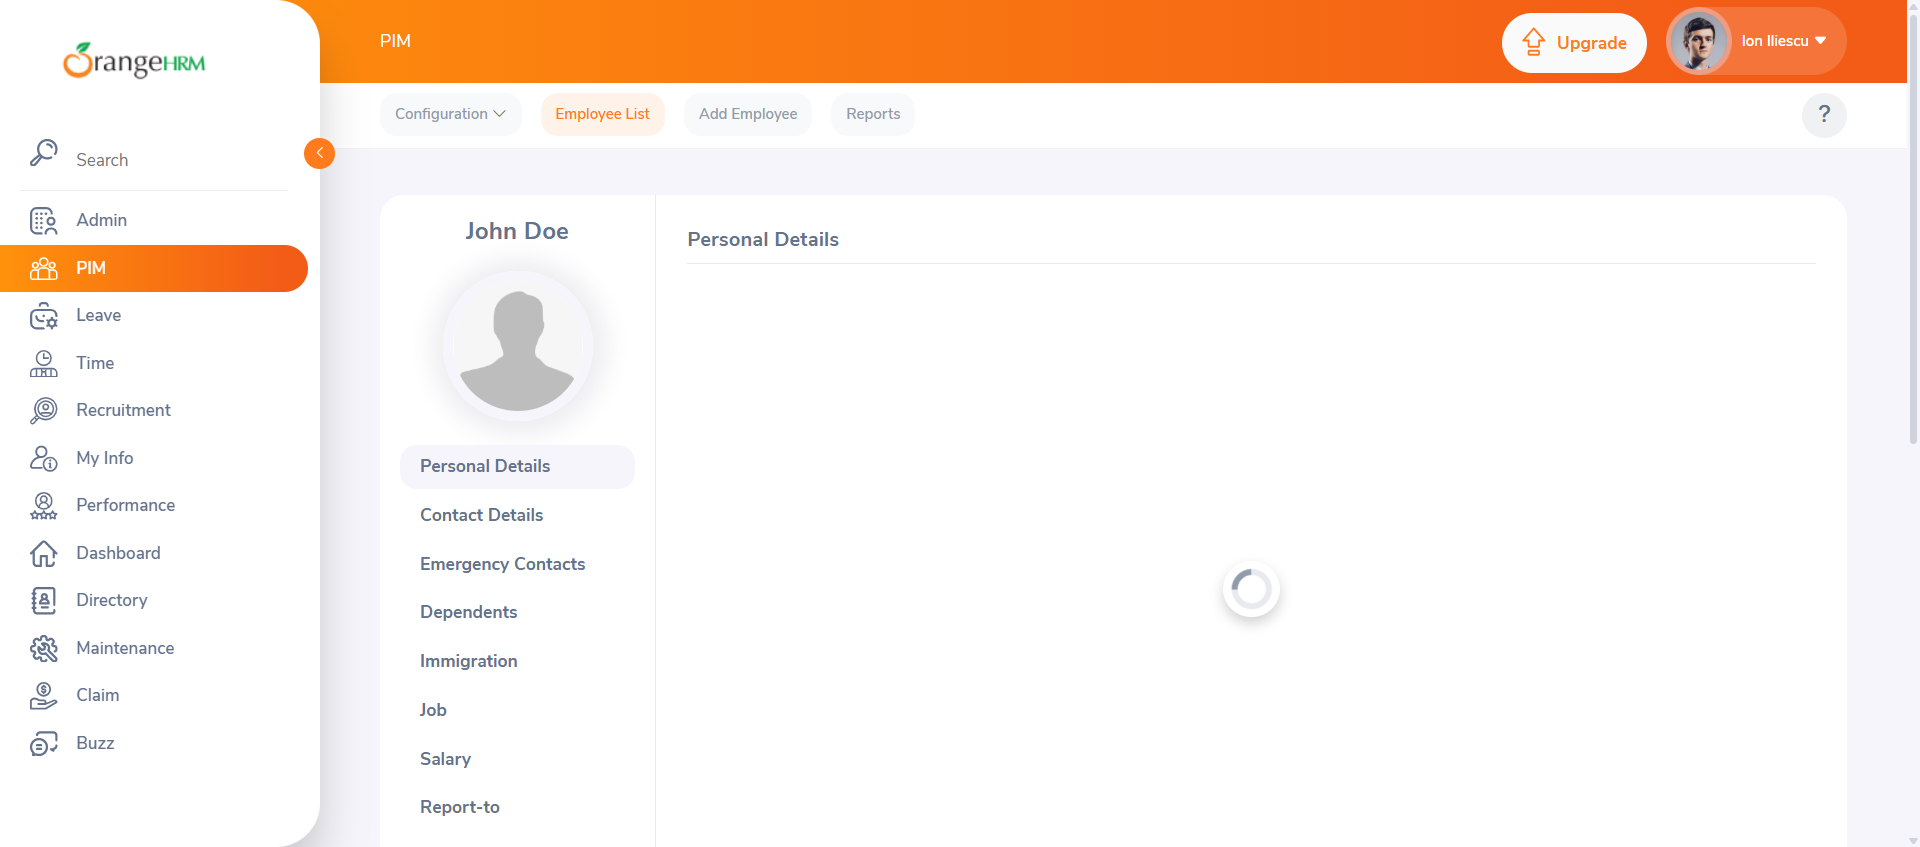 OrangeHRM
PIM
Upgrade
Ion Iliescu
Configuration
Employee List
Add Employee
Reports
?
Search
Admin
PIM
Leave
Time
Recruitment
My Info
Performance
Dashboard
Directory
Maintenance
Claim
Buzz
John Doe
Personal Details
Contact Details
Emergency Contacts
Dependents
Immigration
Job
Salary
Report-to
Personal Details